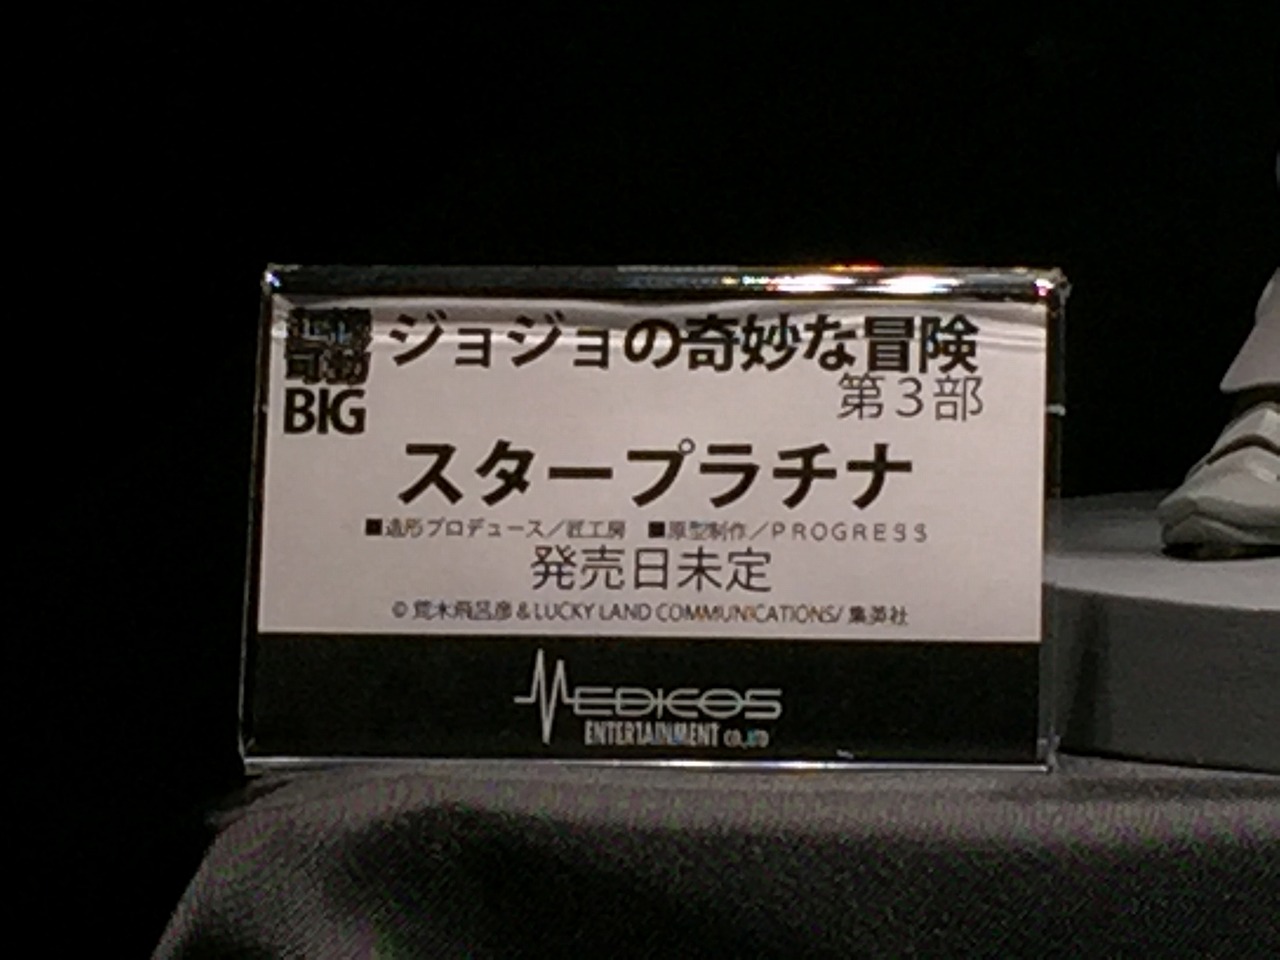 超像可動
BIG
ジョジョの奇妙な冒険
第3部
スタープラチナ
■造形プロデュース／匠工房 ■原型制作／PROGRESS
発売日未定
© 荒木飛呂彦&LUCKY LAND COMMUNICATIONS/ 集英社
MEDICOS
ENTERTAINMENT CO.,LTD